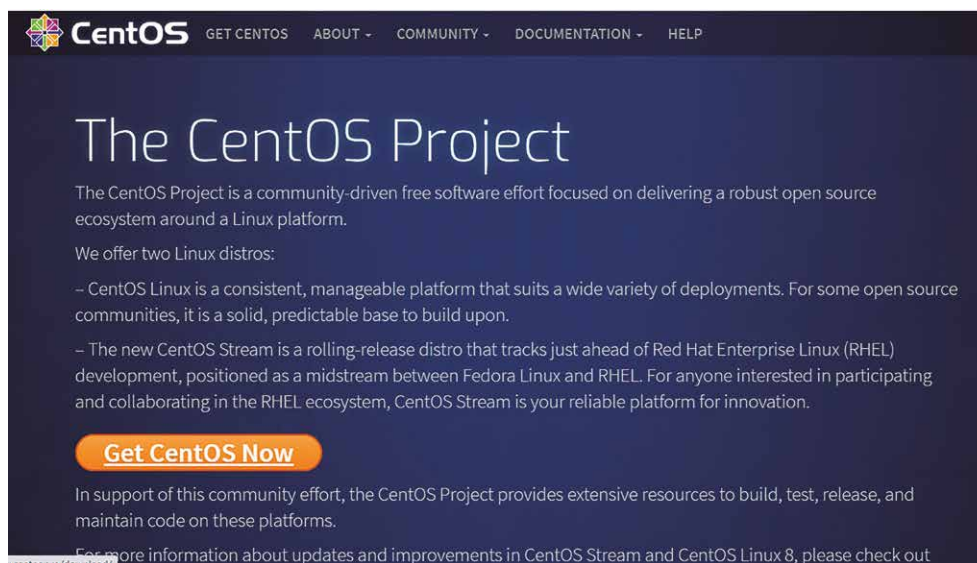 CentOS GET CENTOS ABOUT COMMUNITY DOCUMENTATION HELP
The CentOS Project
The CentOS Project is a community-driven free software effort focused on delivering a robust open source
ecosystem around a Linux platform.
We offer two Linux distros:
– CentOS Linux is a consistent, manageable platform that suits a wide variety of deployments. For some open source
communities, it is a solid, predictable base to build upon.
– The new CentOS Stream is a rolling-release distro that tracks just ahead of Red Hat Enterprise Linux (RHEL)
development, positioned as a midstream between Fedora Linux and RHEL. For anyone interested in participating
and collaborating in the RHEL ecosystem, CentOS Stream is your reliable platform for innovation.
Get CentOS Now
In support of this community effort, the CentOS Project provides extensive resources to build, test, release, and
maintain code on these platforms.
For more information about updates and improvements in CentOS Stream and CentOS Linux 8, please check out